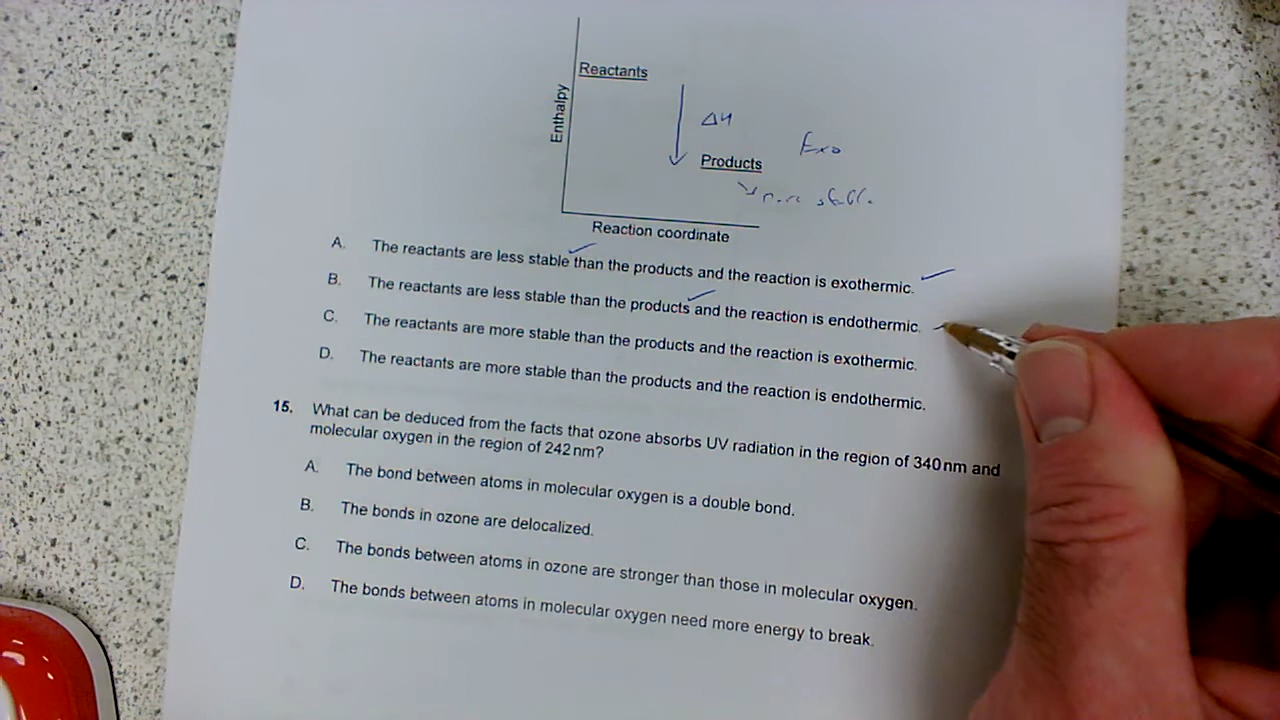 Enthalpy
Reactants
ΔH
Exo
Products
more stable
Reaction coordinate
A. The reactants are less stable than the products and the reaction is exothermic.
B. The reactants are less stable than the products and the reaction is endothermic.
C. The reactants are more stable than the products and the reaction is exothermic.
D. The reactants are more stable than the products and the reaction is endothermic.
15. What can be deduced from the facts that ozone absorbs UV radiation in the region of 340 nm and
molecular oxygen in the region of 242 nm?
A. The bond between atoms in molecular oxygen is a double bond.
B. The bonds in ozone are delocalized.
C. The bonds between atoms in ozone are stronger than those in molecular oxygen.
D. The bonds between atoms in molecular oxygen need more energy to break.